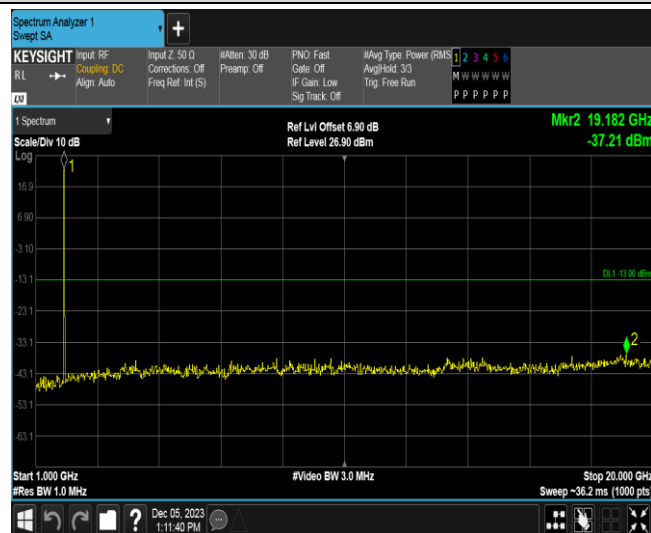 Spectrum Analyzer 1
Swept SA
+
KEYSIGHT Input: RF Input Z: 50 Ω #Atten: 30 dB PNO: Fast #Avg Type: Power (RMS 1 2 3 4 5 6
RL Coupling: DC Corrections: Off Preamp: Off Gate: Off Avg|Hold: 3/3 M W W W W W
Align: Auto Freq Ref: Int (S) IF Gain: Low Trig: Free Run
Sig Track: Off P P P P P P
1 Spectrum Ref Lvl Offset 6.90 dB Mkr2 19.182 GHz
Scale/Div 10 dB Ref Level 26.90 dBm -37.21 dBm
Log
1
16.9
6.90
-3.10
-13.1 DL1 -13.00 dBm
-23.1
-33.1 2
-43.1
-53.1
-63.1
Start 1.000 GHz #Video BW 3.0 MHz Stop 20.000 GHz
#Res BW 1.0 MHz Sweep ~36.2 ms (1000 pts)
? Dec 05, 2023
1:11:40 PM